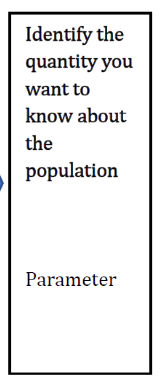 Identify the
quantity you
want to
know about
the
population
Parameter